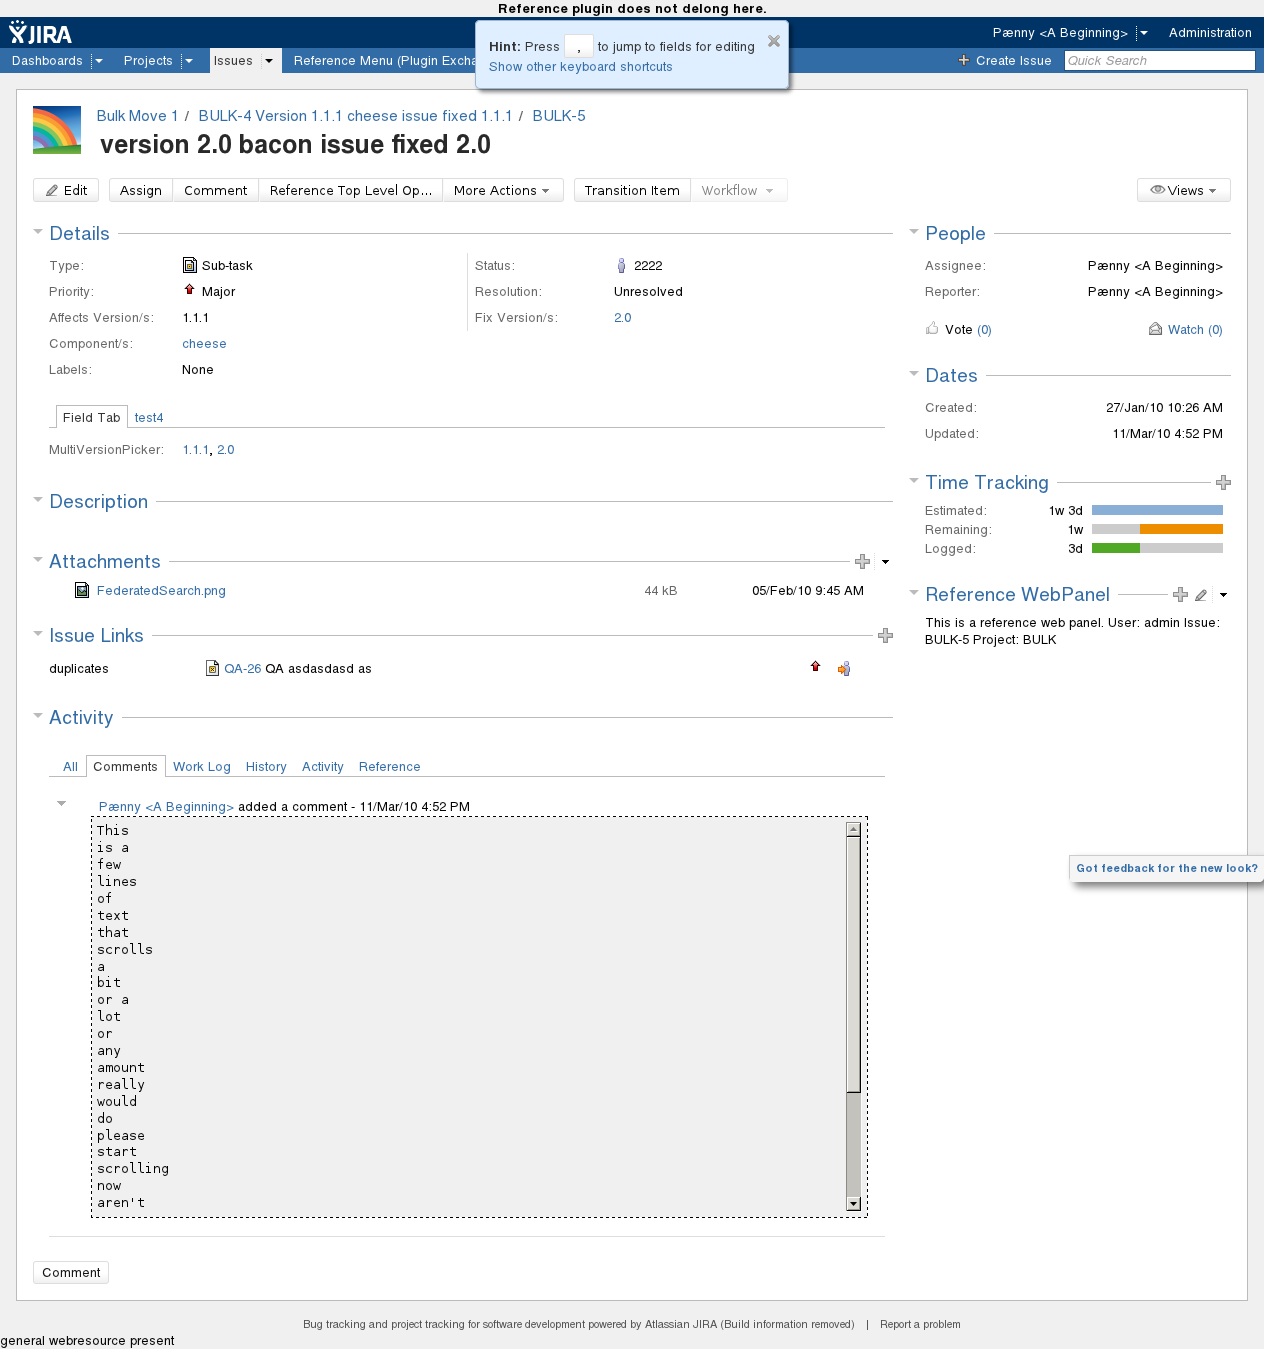 Reference plugin does not delong here.
JIRA
Pænny <A Beginning>
Administration
Hint: Press , to jump to fields for editing
Show other keyboard shortcuts
Dashboards
Projects
Issues
Reference Menu (Plugin Excha
Create Issue
Quick Search
Bulk Move 1 / BULK-4 Version 1.1.1 cheese issue fixed 1.1.1 / BULK-5
version 2.0 bacon issue fixed 2.0
Edit
Assign
Comment
Reference Top Level Op...
More Actions
Transition Item
Workflow
Views
Details
Type: Sub-task
Status: 2222
Priority: Major
Resolution: Unresolved
Affects Version/s: 1.1.1
Fix Version/s: 2.0
Component/s: cheese
Labels: None
Field Tab
test4
MultiVersionPicker: 1.1.1, 2.0
Description
Attachments
FederatedSearch.png 44 kB 05/Feb/10 9:45 AM
Issue Links
duplicates QA-26 QA asdasdasd as
Activity
All
Comments
Work Log
History
Activity
Reference
Pænny <A Beginning> added a comment - 11/Mar/10 4:52 PM
This
is a
few
lines
of
text
that
scrolls
a
bit
or a
lot
or
any
amount
really
would
do
please
start
scrolling
now
aren't
Comment
People
Assignee: Pænny <A Beginning>
Reporter: Pænny <A Beginning>
Vote (0)
Watch (0)
Dates
Created: 27/Jan/10 10:26 AM
Updated: 11/Mar/10 4:52 PM
Time Tracking
Estimated: 1w 3d
Remaining: 1w
Logged: 3d
Reference WebPanel
This is a reference web panel. User: admin Issue:
BULK-5 Project: BULK
Got feedback for the new look?
Bug tracking and project tracking for software development powered by Atlassian JIRA (Build information removed) | Report a problem
general webresource present